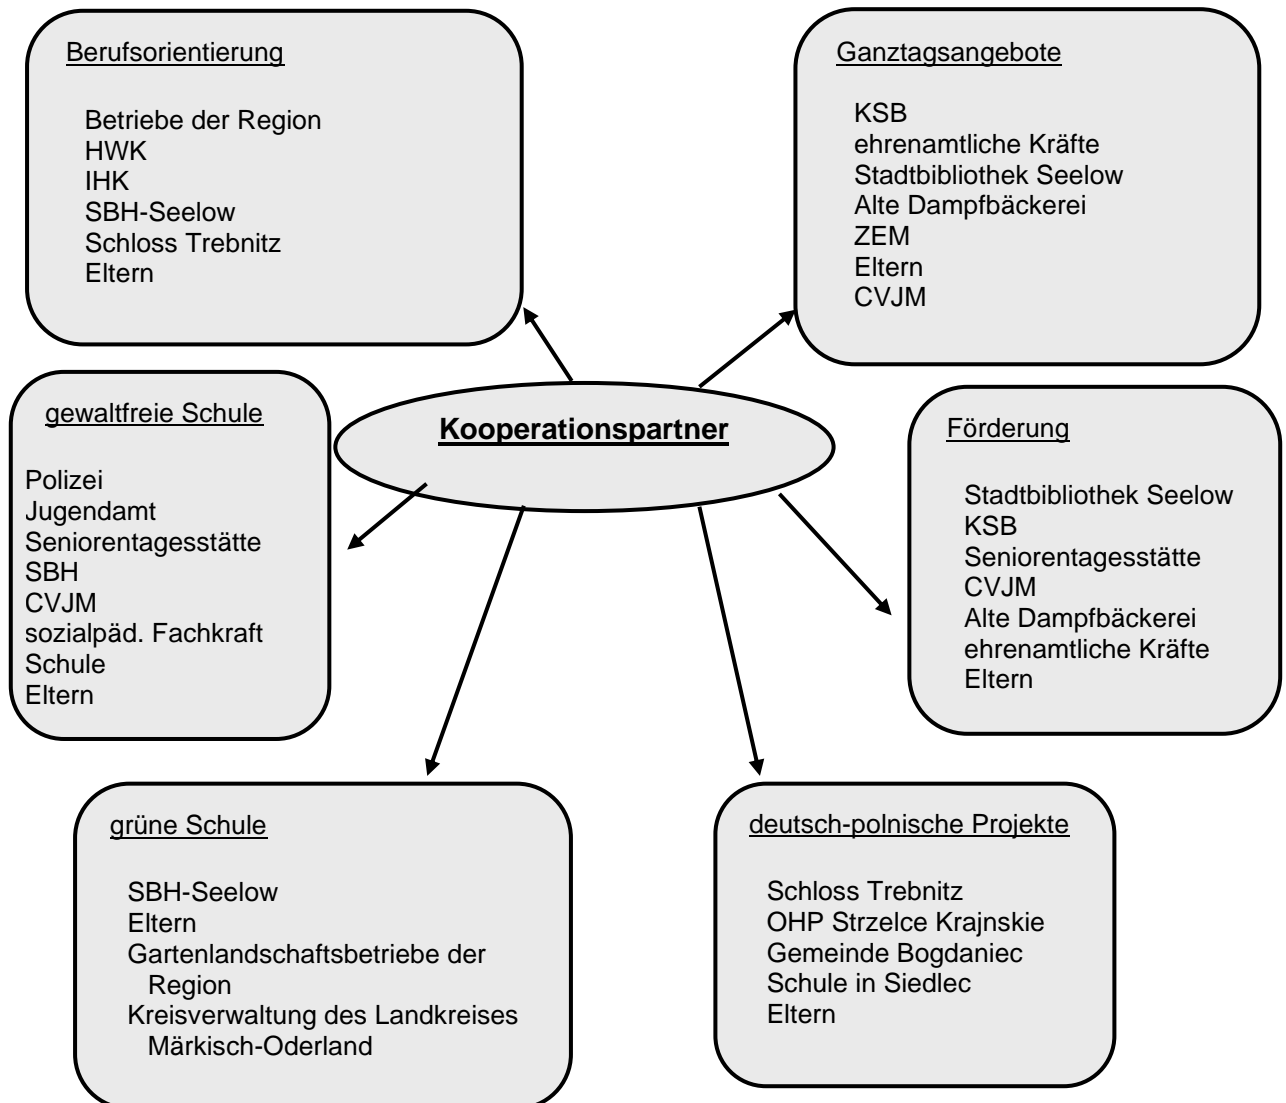 Berufsorientierung
Betriebe der Region
HWK
IHK
SBH-Seelow
Schloss Trebnitz
Eltern
Ganztagsangebote
KSB
ehrenamtliche Kräfte
Stadtbibliothek Seelow
Alte Dampfbäckerei
ZEM
Eltern
CVJM
Kooperationspartner
gewaltfreie Schule
Polizei
Jugendamt
Seniorentagesstätte
SBH
CVJM
sozialpäd. Fachkraft
Schule
Eltern
Förderung
Stadtbibliothek Seelow
KSB
Seniorentagesstätte
CVJM
Alte Dampfbäckerei
ehrenamtliche Kräfte
Eltern
grüne Schule
SBH-Seelow
Eltern
Gartenlandschaftsbetriebe der
Region
Kreisverwaltung des Landkreises
Märkisch-Oderland
deutsch-polnische Projekte
Schloss Trebnitz
OHP Strzelce Krajnskie
Gemeinde Bogdaniec
Schule in Siedlec
Eltern